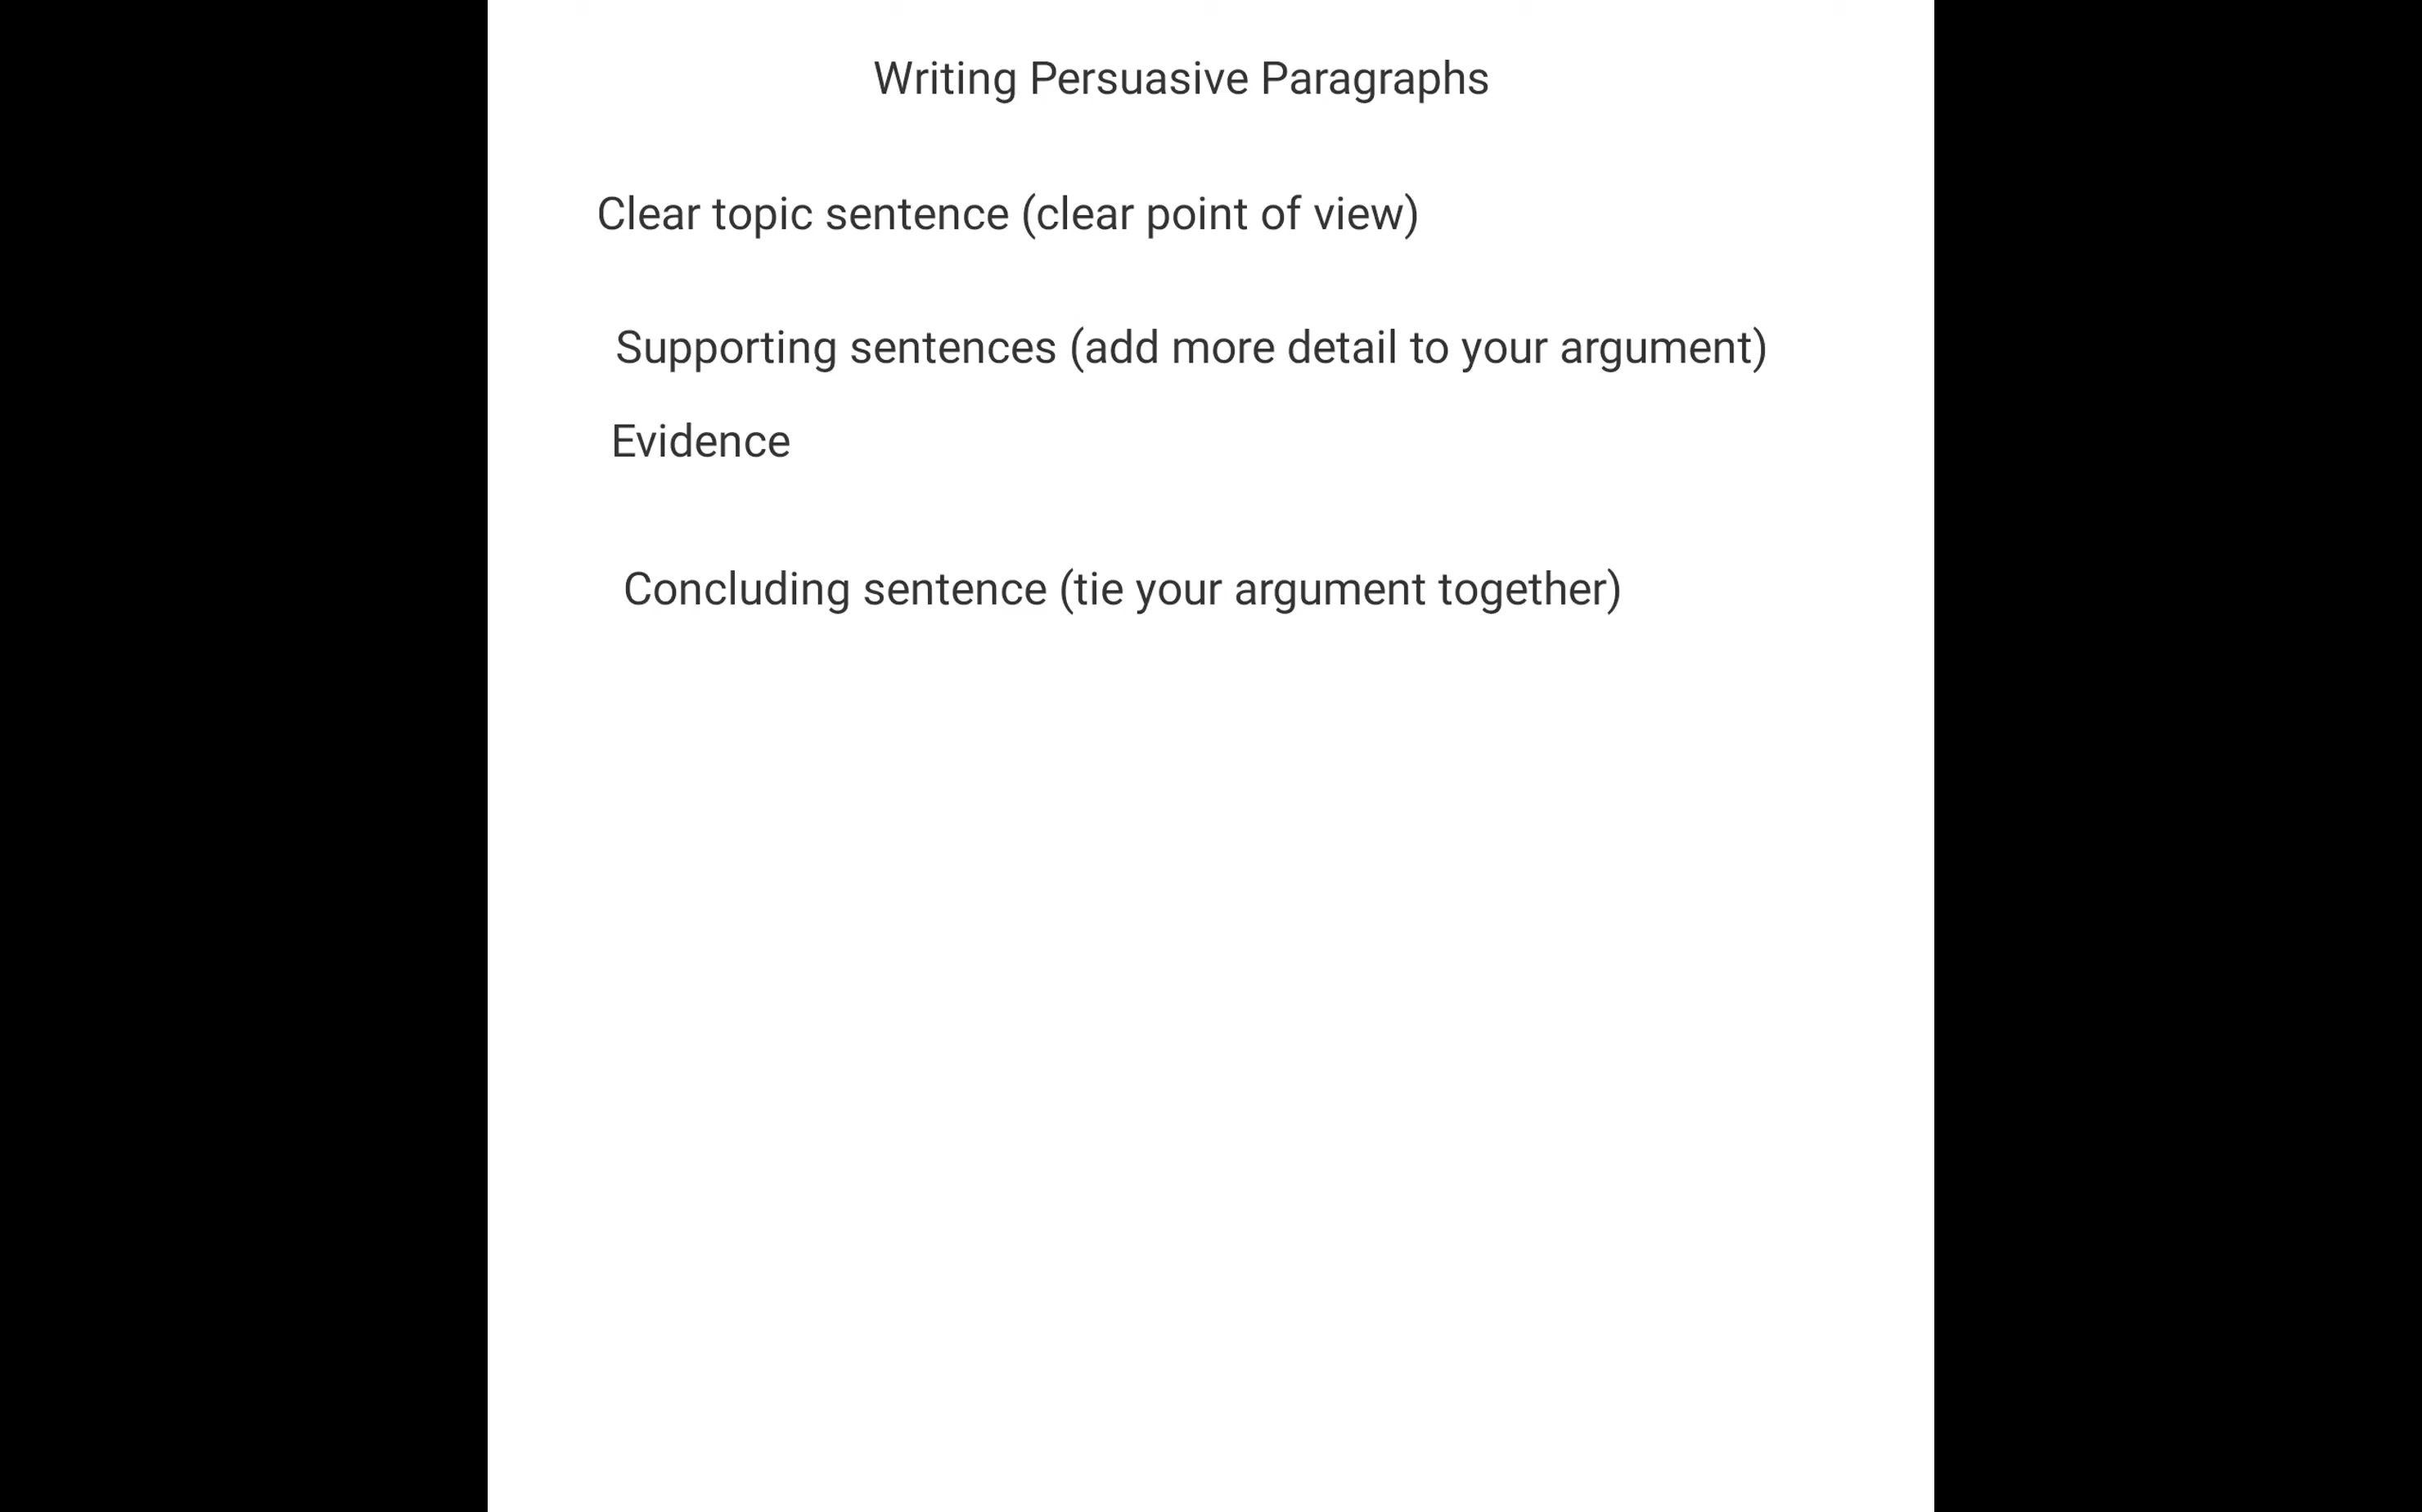 Writing Persuasive Paragraphs
Clear topic sentence (clear point of view)
Supporting sentences (add more detail to your argument)
Evidence
Concluding sentence (tie your argument together)